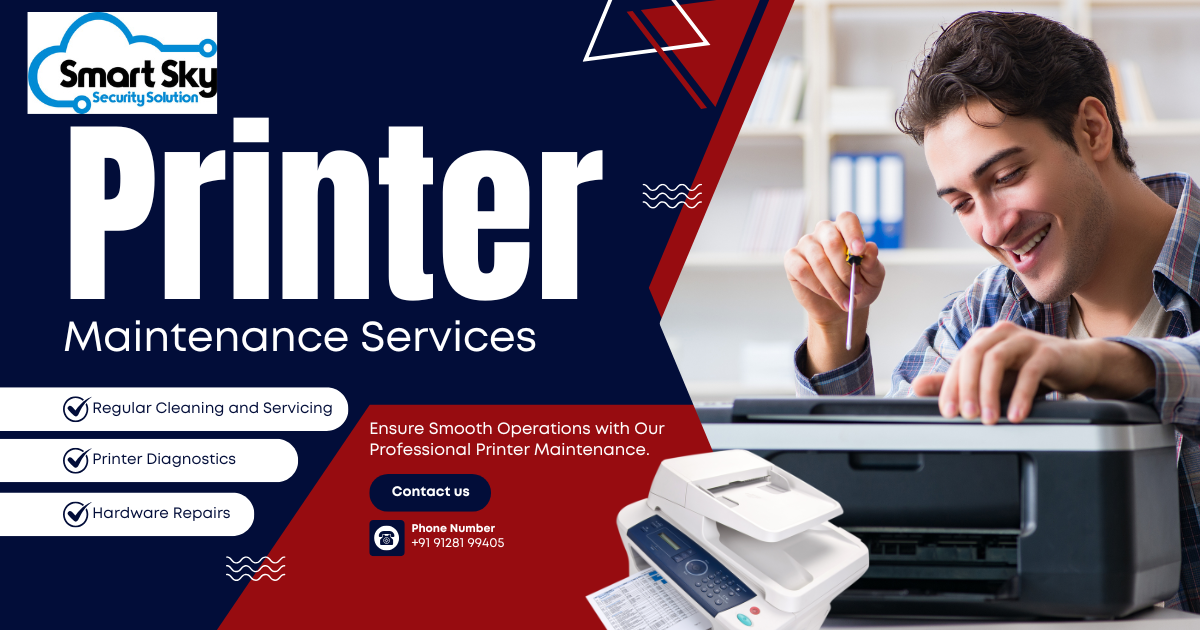 Smart Sky
Security Solution
Printer
Maintenance Services
Regular Cleaning and Servicing
Printer Diagnostics
Hardware Repairs
Ensure Smooth Operations with Our
Professional Printer Maintenance.
Contact us
Phone Number
+91 91281 99405